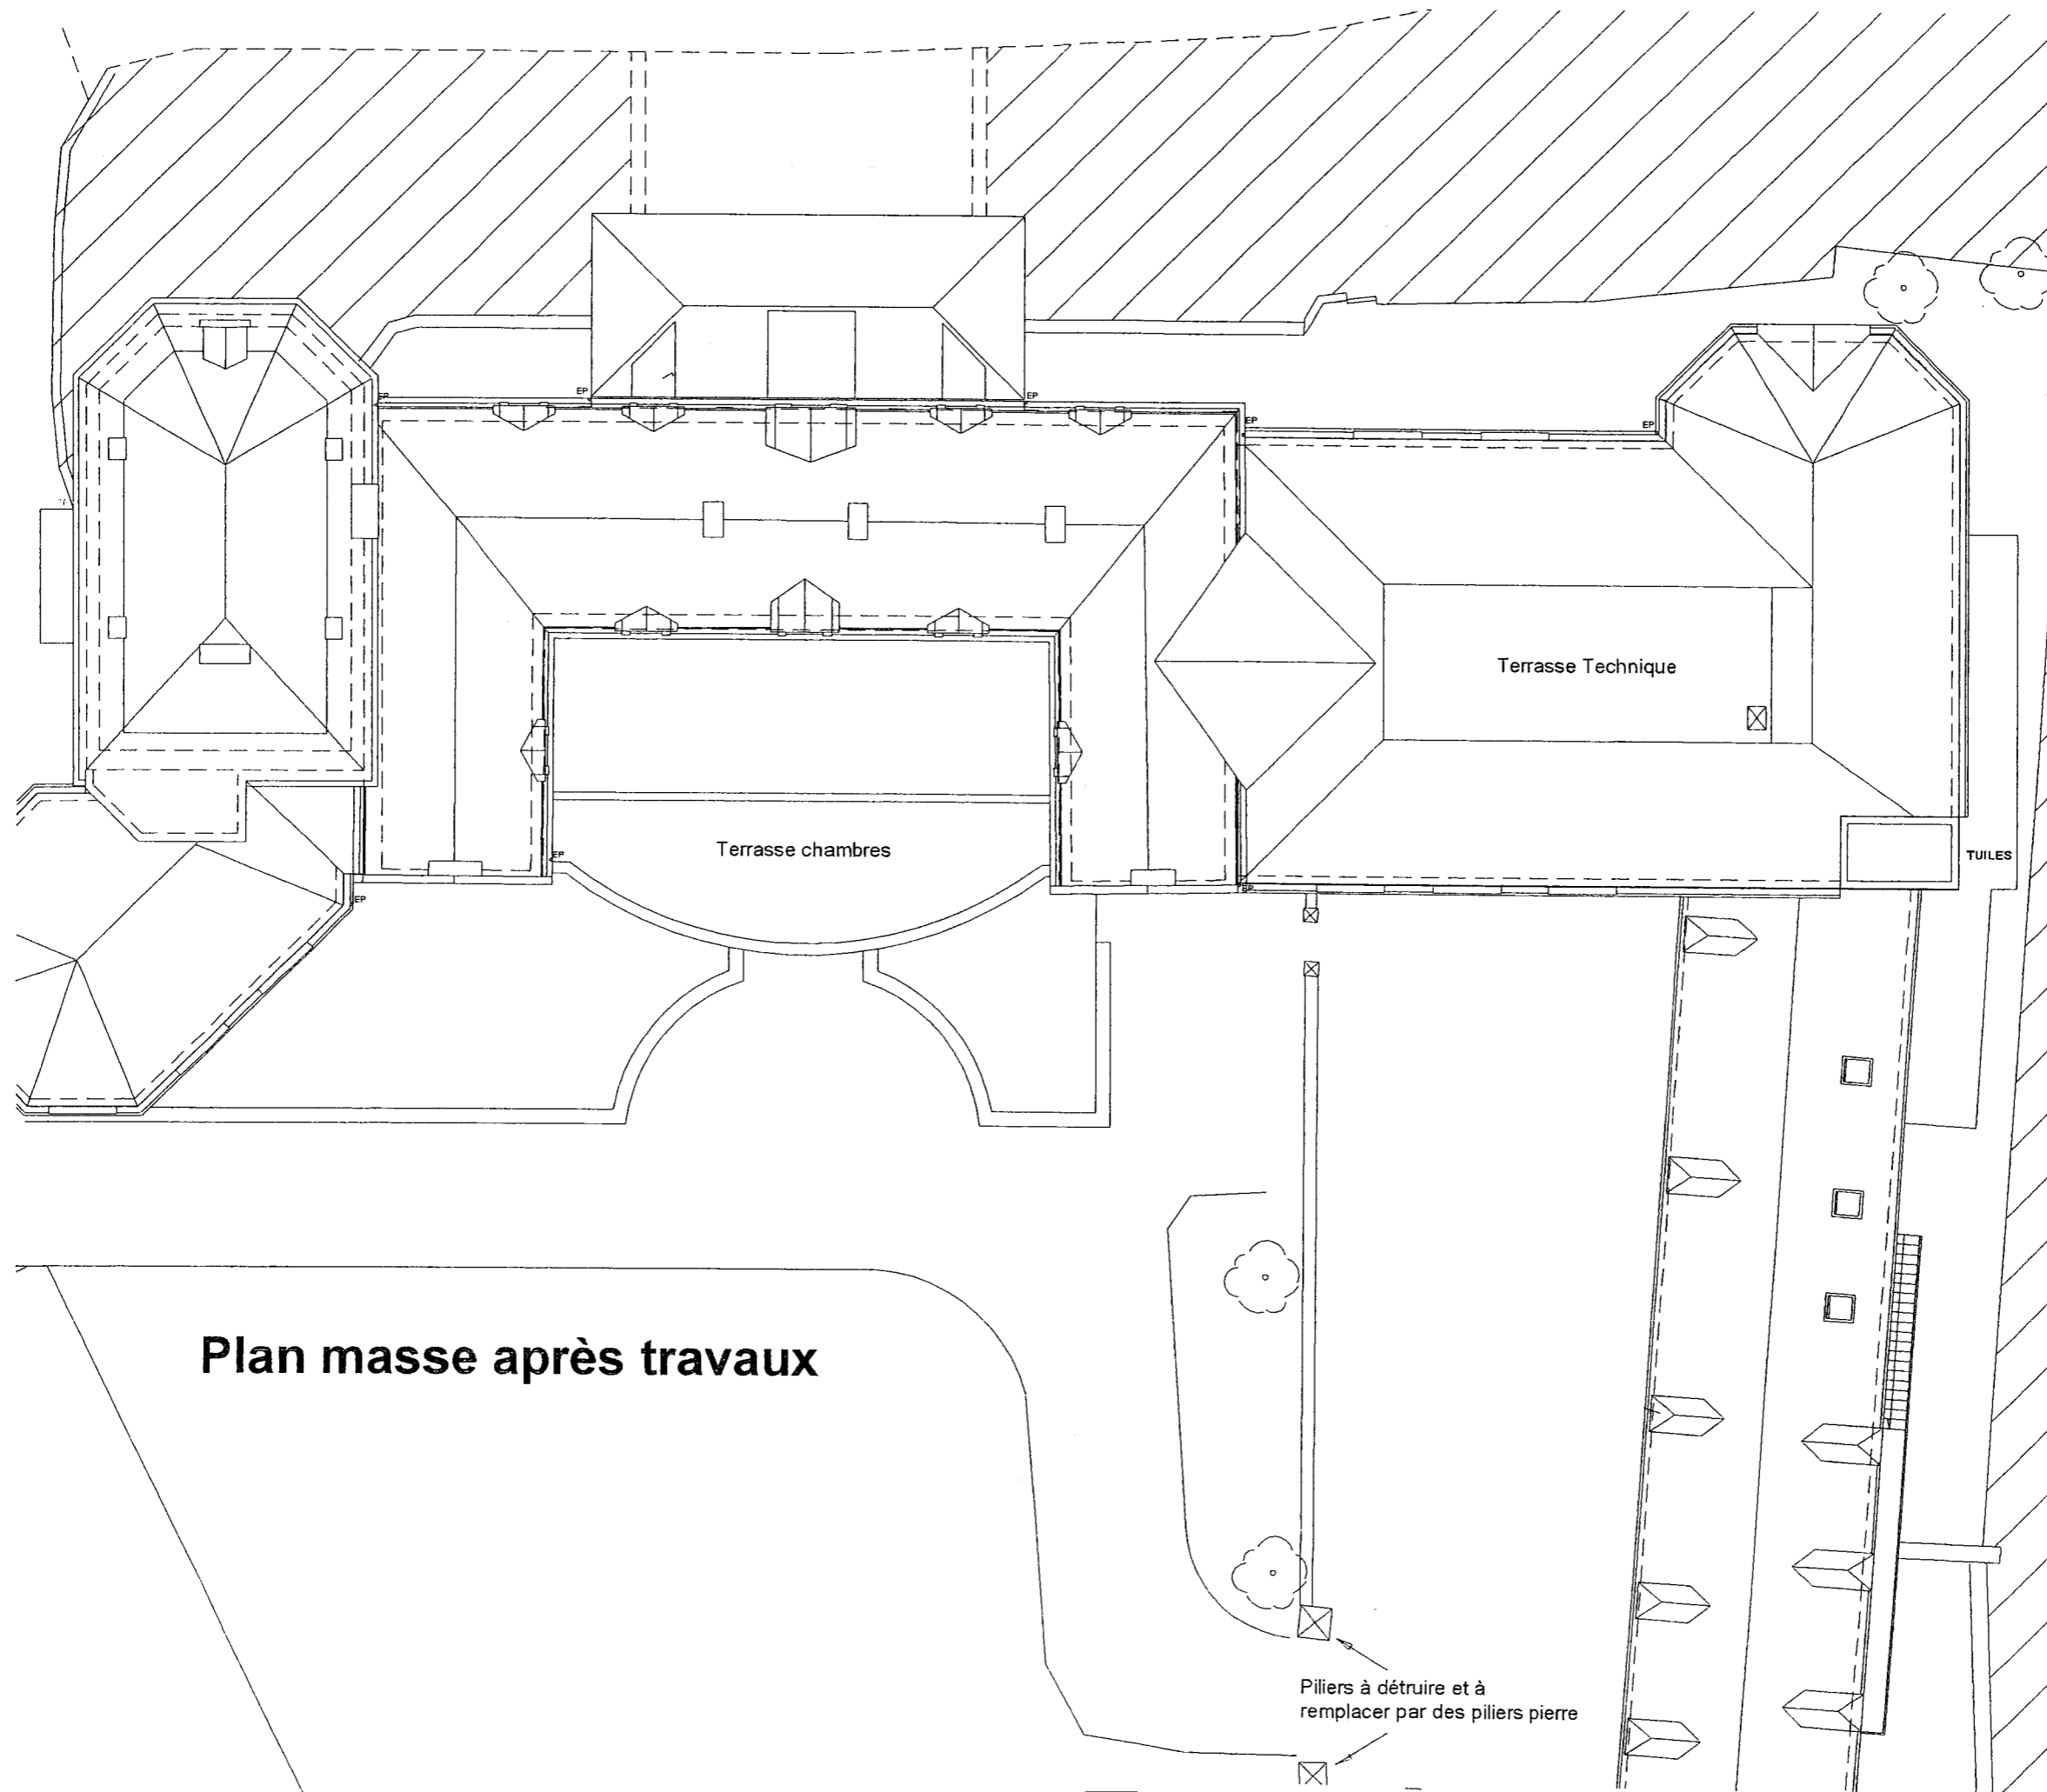 EP
EP
EP
EP
EP
Terrasse Technique
Terrasse chambres
EP
TUILES
EP
EP
Plan masse après travaux
Piliers à détruire et à
remplacer par des piliers pierre